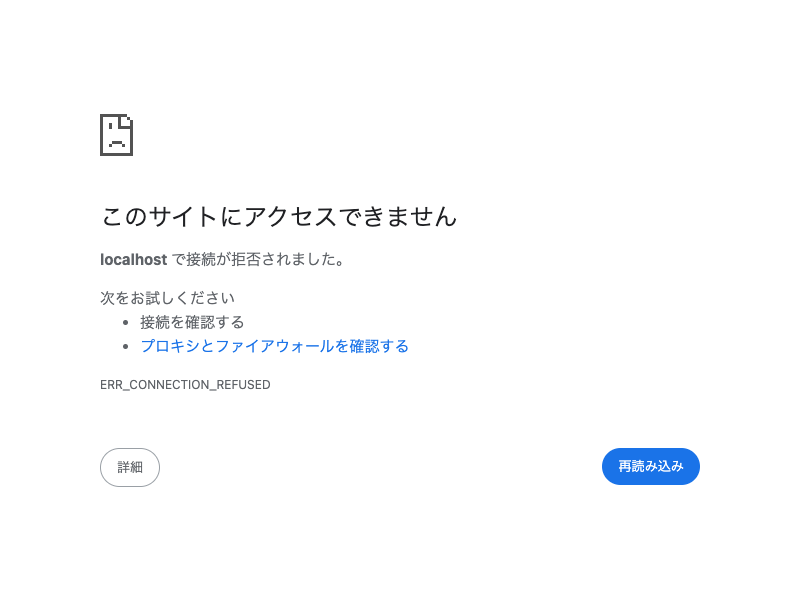 このサイトにアクセスできません
localhost で接続が拒否されました。
次をお試しください
接続を確認する
プロキシとファイアウォールを確認する
ERR_CONNECTION_REFUSED
詳細
再読み込み